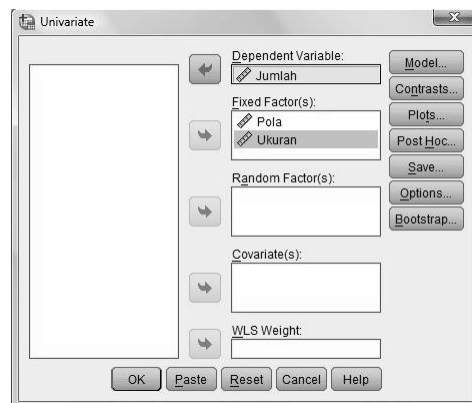 Univariate
Dependent Variable:
Jumlah
Fixed Factor(s):
Pola
Ukuran
Random Factor(s):
Covariate(s):
WLS Weight:
Model...
Contrasts...
Plots...
Post Hoc...
Save...
Options...
Bootstrap...
OK
Paste
Reset
Cancel
Help